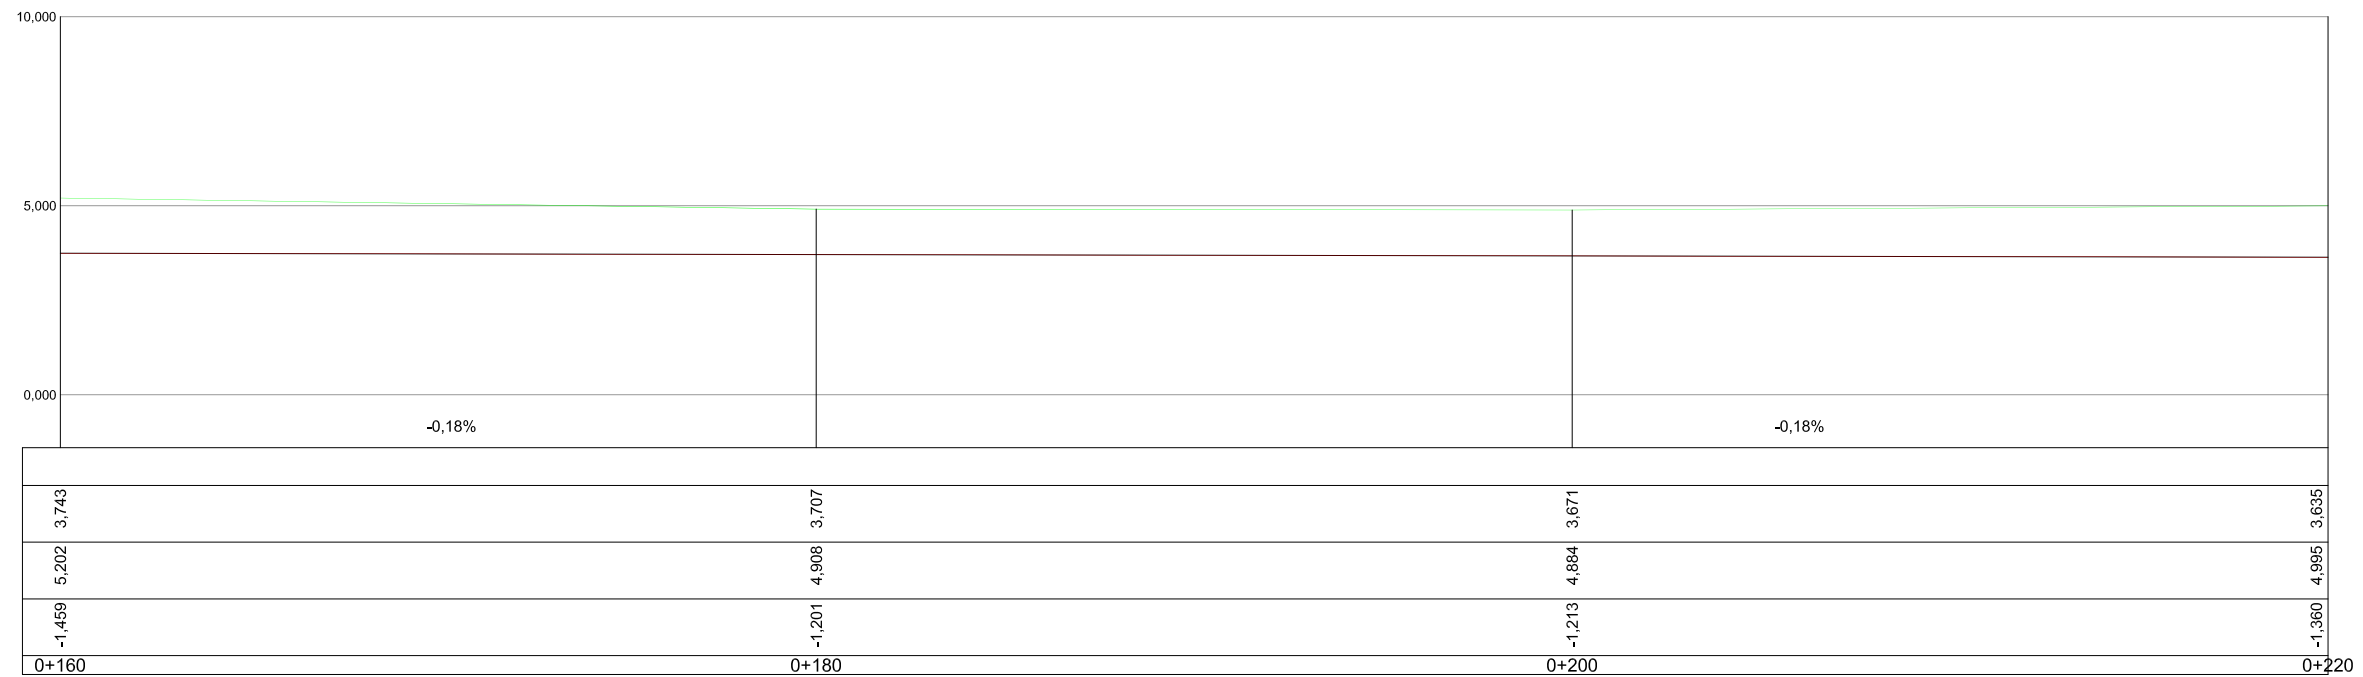 10,000
5,000
0,000
-0,18% -0,18%
3,743 3,707 3,671 3,635
5,202 4,908 4,884 4,995
-1,459 -1,201 -1,213 -1,360
0+160 0+180 0+200 0+220